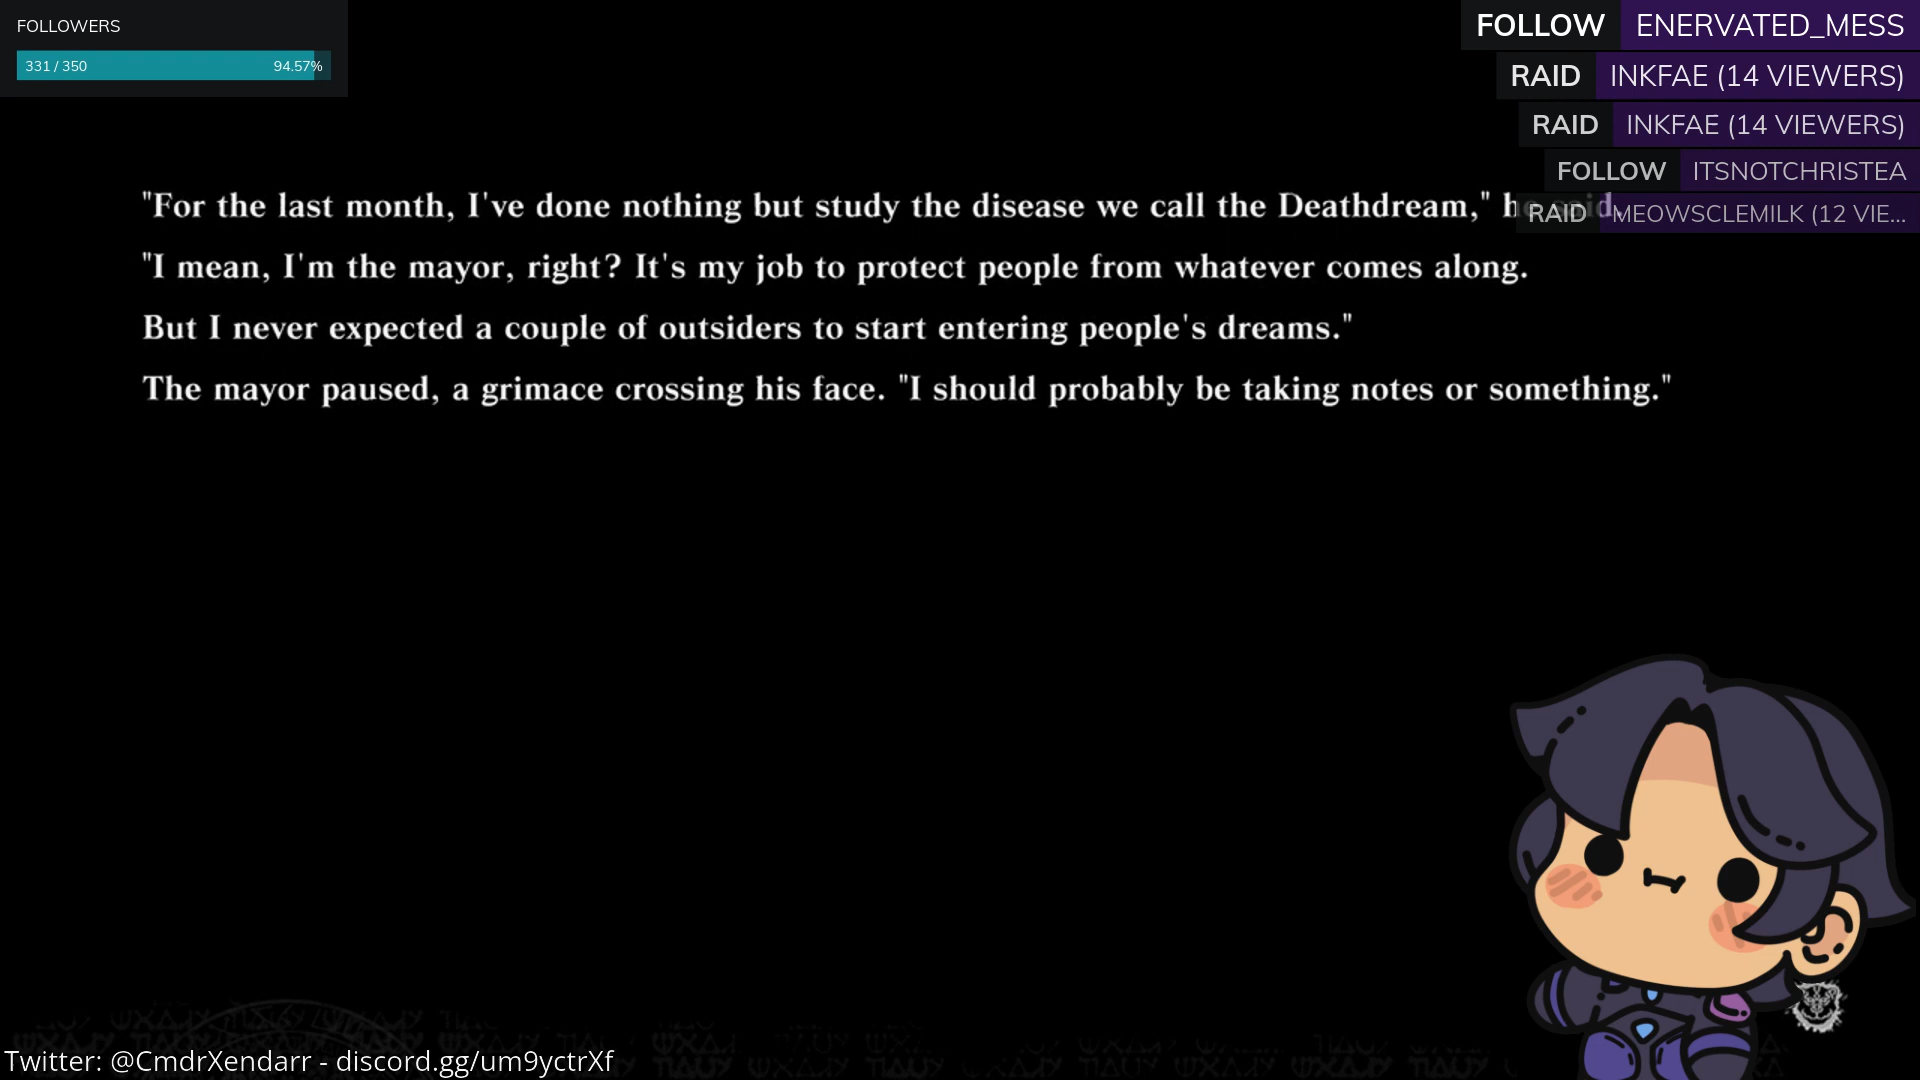 FOLLOWERS
331 / 350 94.57%
FOLLOW ENERVATED_MESS
RAID INKFAE (14 VIEWERS)
RAID INKFAE (14 VIEWERS)
FOLLOW ITSNOTCHRISTEA
RAID MEOWSCLEMILK (12 VIE...
"For the last month, I've done nothing but study the disease we call the Deathdream," he said.
"I mean, I'm the mayor, right? It's my job to protect people from whatever comes along.
But I never expected a couple of outsiders to start entering people's dreams."
The mayor paused, a grimace crossing his face. "I should probably be taking notes or something."
Twitter: @CmdrXendarr - discord.gg/um9yctrXf